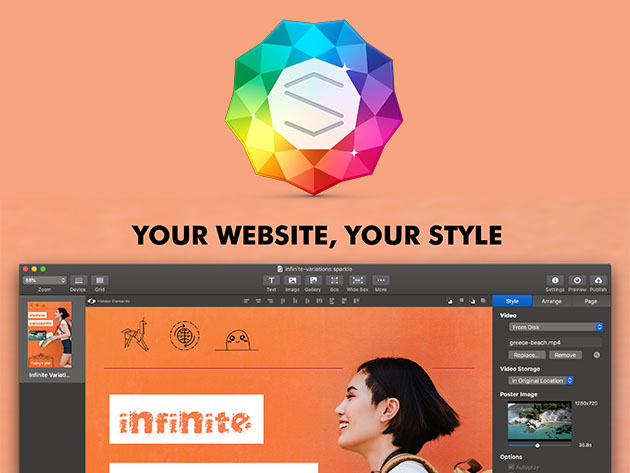 S
YOUR WEBSITE, YOUR STYLE
infinite-variations.sparkle
Zoom Device Grid Text Image Gallery Box Wide Box More Settings Preview Publish
Hidden Elements
Style Arrange Page
Video
From Disk
greece-beach.mp4
Replace... Remove
Video Storage
In Original Location
Poster Image
1280x720
36.8s
Options
Autoplay
Infinite Variati...
infinite